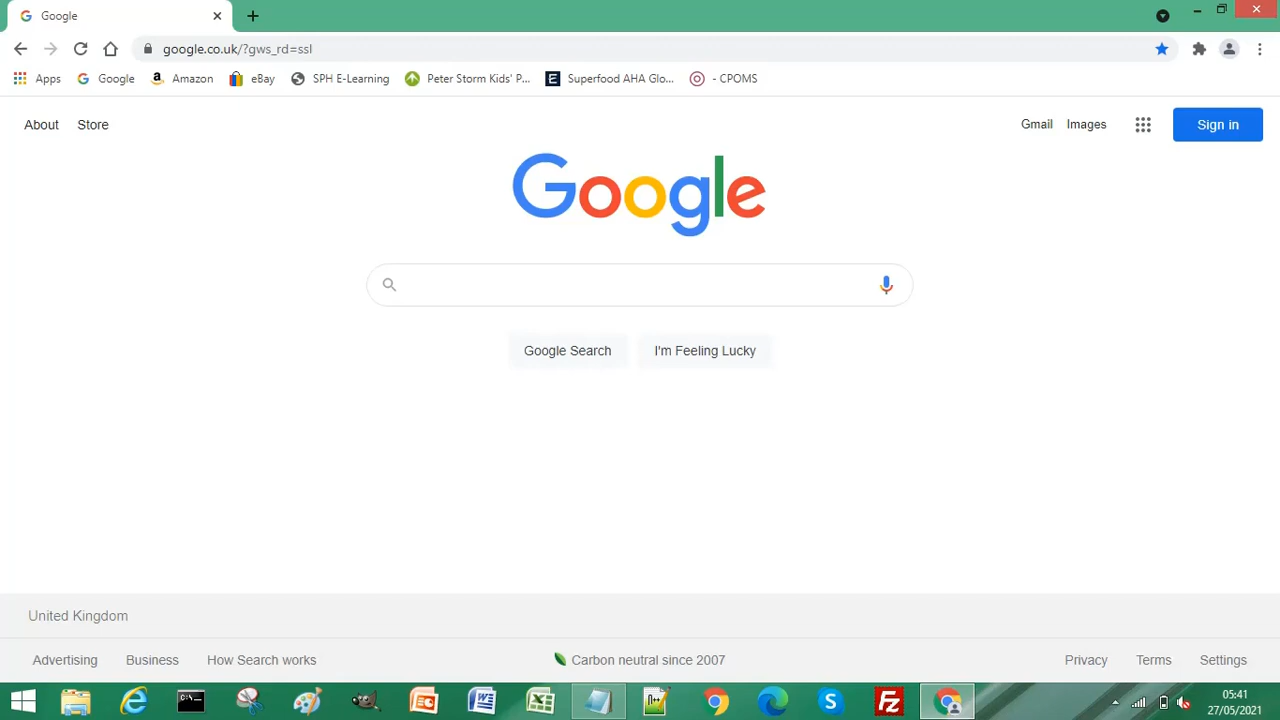 Google
google.co.uk/?gws_rd=ssl
Apps Google Amazon eBay SPH E-Learning Peter Storm Kids' P... Superfood AHA Glo... - CPOMS
About Store Gmail Images Sign in
Google
Google Search I'm Feeling Lucky
United Kingdom
Advertising Business How Search works Carbon neutral since 2007 Privacy Terms Settings
05:41
27/05/2021